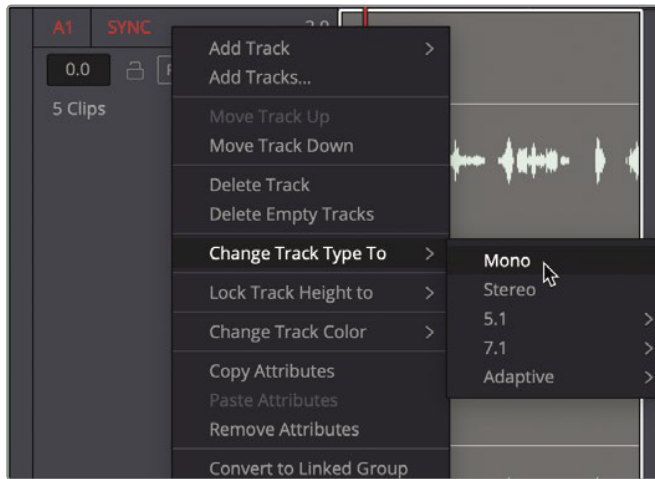 A1 SYNC 2.0
0.0
5 Clips
Add Track
Add Tracks...
Move Track Up
Move Track Down
Delete Track
Delete Empty Tracks
Change Track Type To
Lock Track Height to
Change Track Color
Copy Attributes
Paste Attributes
Remove Attributes
Convert to Linked Group
Mono
Stereo
5.1
7.1
Adaptive